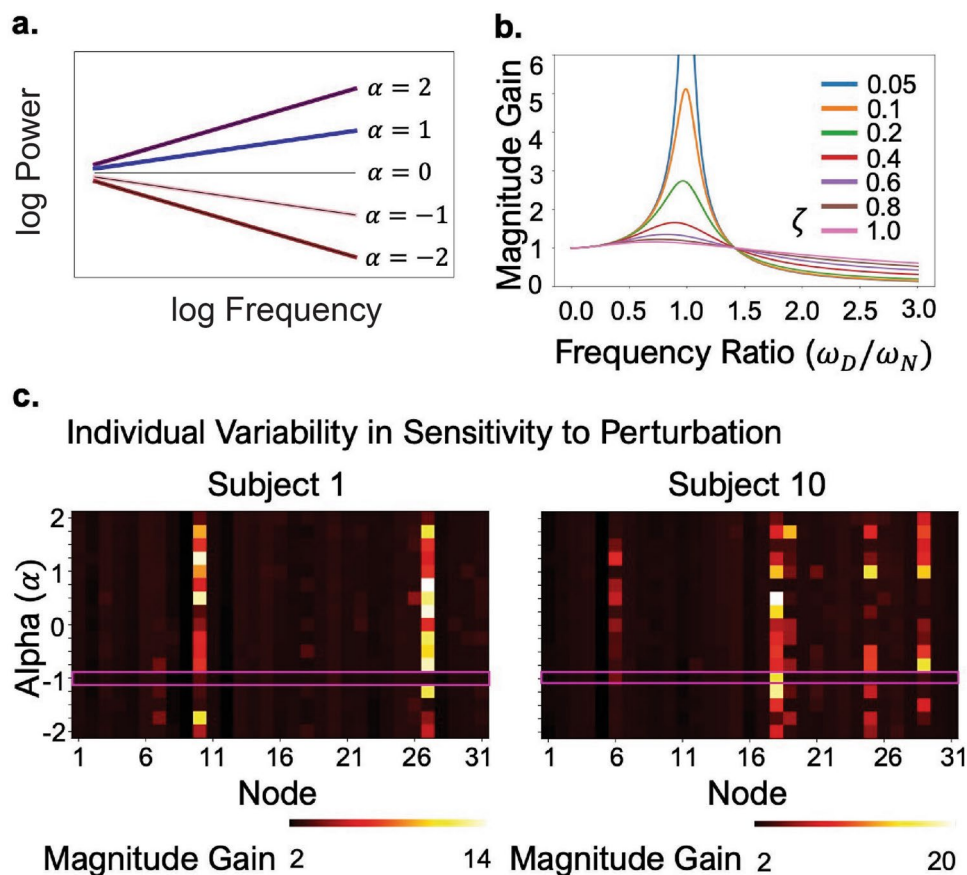 a.
log Power
α = 2
α = 1
α = 0
α = −1
α = −2
log Frequency
b.
Magnitude Gain
6
5
4
3
2
1
0
0.05
0.1
0.2
0.4
0.6
0.8
1.0
ζ
0.0 0.5 1.0 1.5 2.0 2.5 3.0
Frequency Ratio (ω_D/ω_N)
c.
Individual Variability in Sensitivity to Perturbation
Subject 1
Alpha (α)
2
1
0
-1
-2
1 6 11 16 21 26 31
Node
Magnitude Gain 2 14
Subject 10
1 6 11 16 21 26 31
Node
Magnitude Gain 2 20